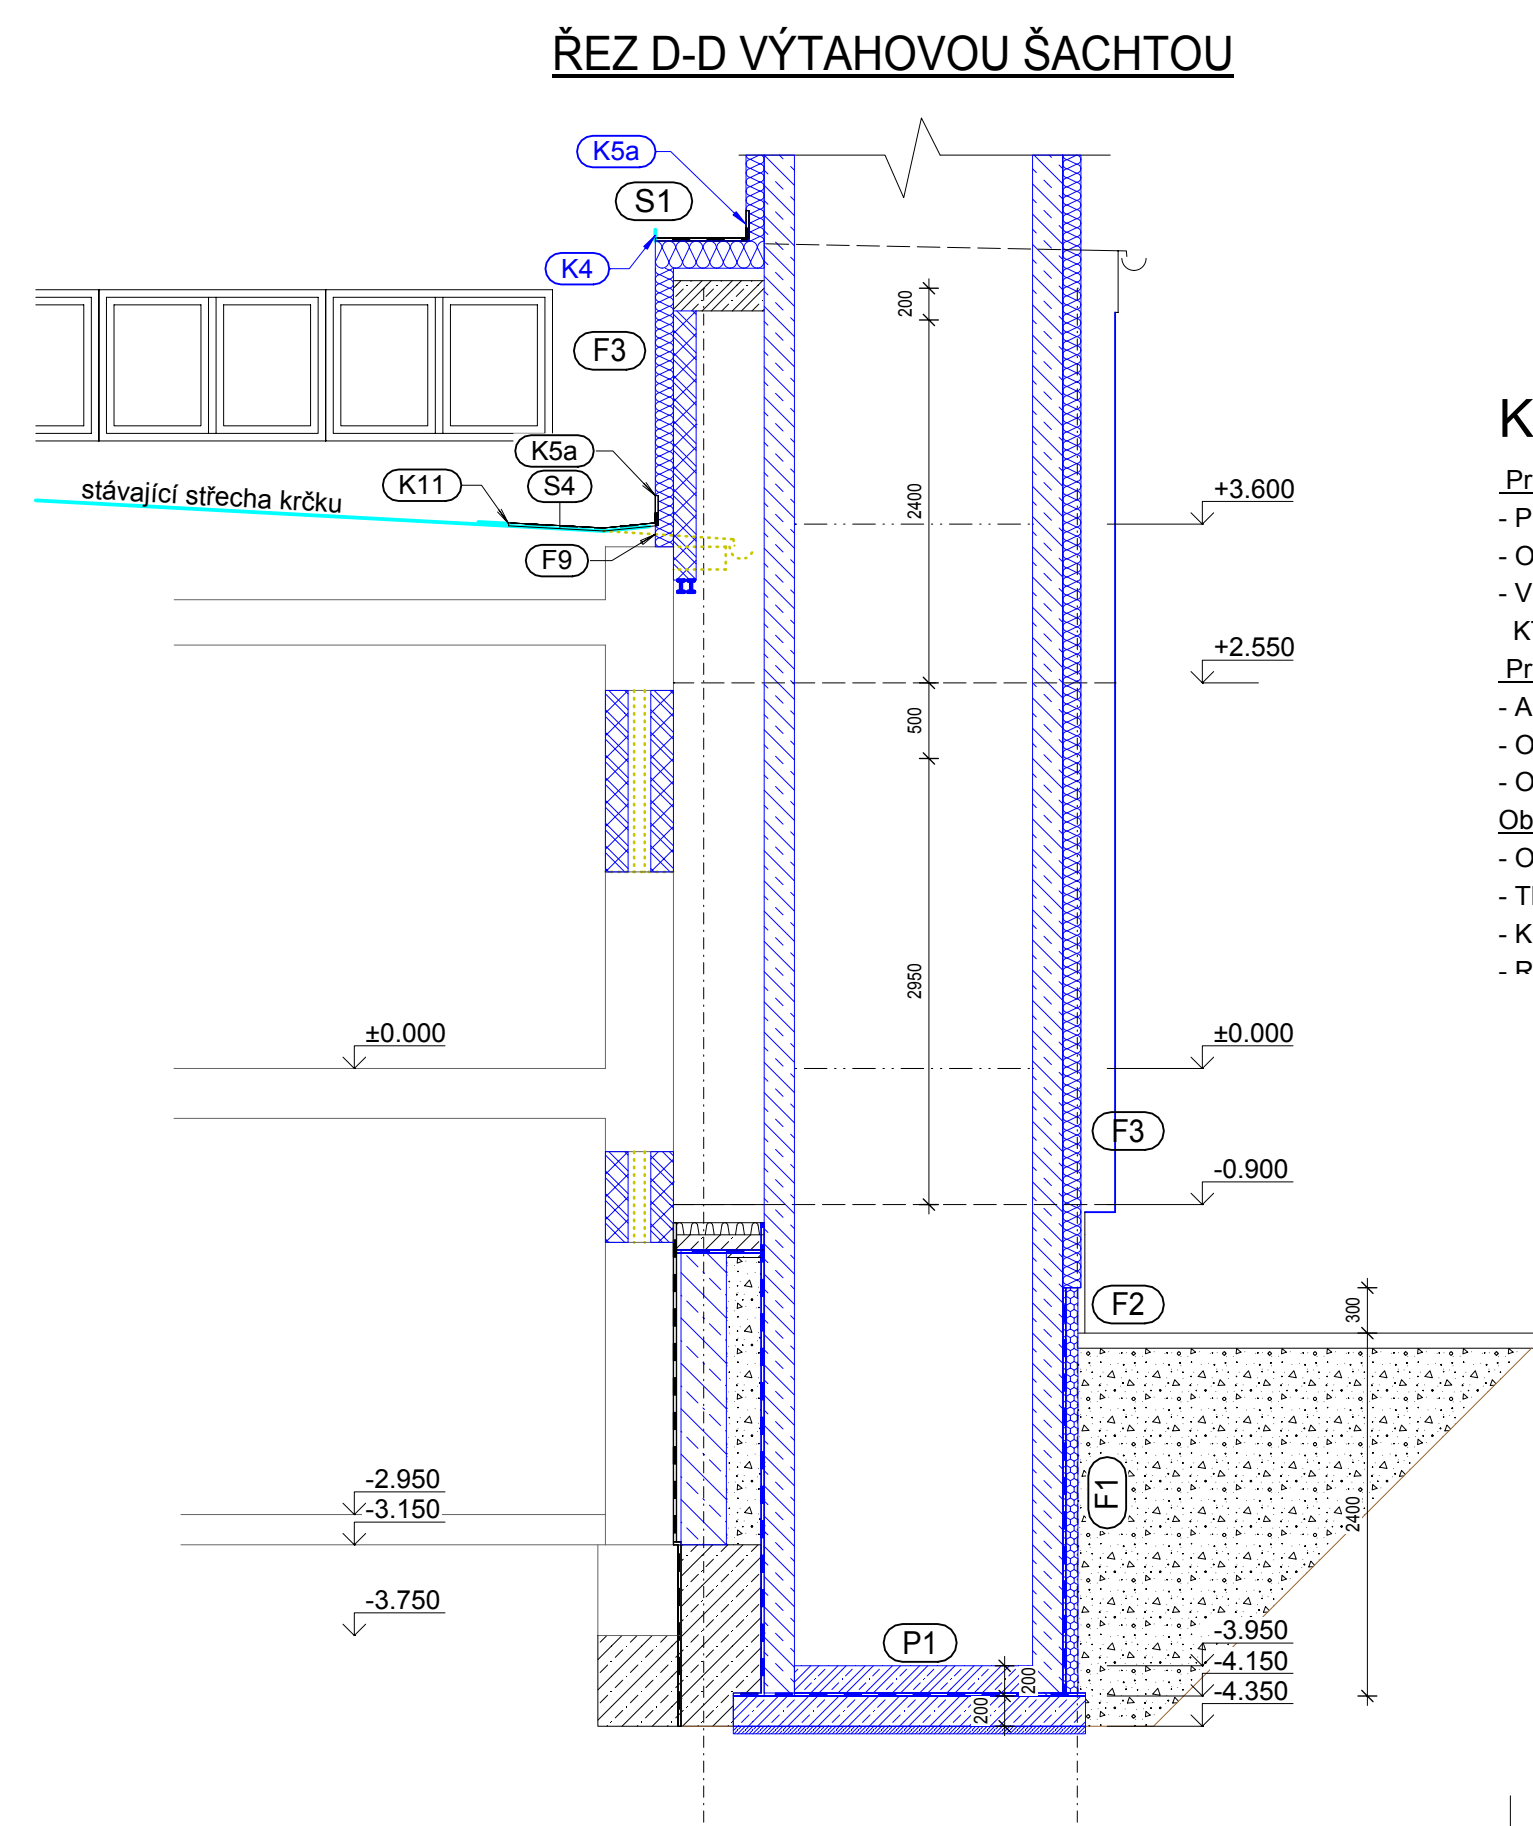 ŘEZ D-D VÝTAHOVOU ŠACHTOU
K5a
S1
K4
200
F3
K
K5a
Pr
K11
S4
stávající střecha krčku
2400
+3.600
- P
- O
F9
- V
KT
+2.550
Pr
- A
500
- O
- O
Ob
- O
- Tl
2950
- K
- R
±0.000
±0.000
F3
-0.900
F2
300
-2.950
F1
-3.150
2400
-3.750
P1
-3.950
-4.150
200
-4.350
200